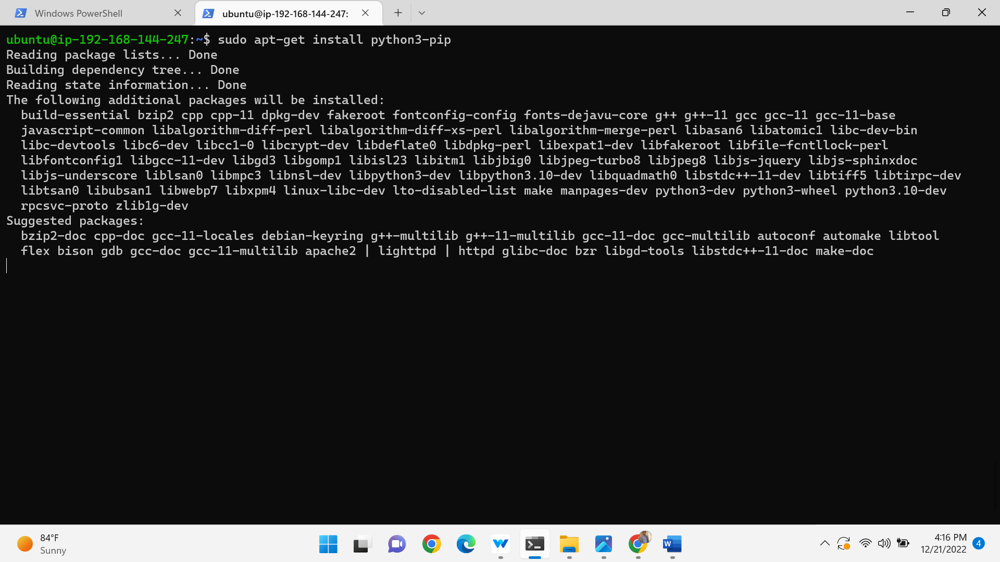 Windows PowerShell
ubuntu@ip-192-168-144-247:
ubuntu@ip-192-168-144-247:~$ sudo apt-get install python3-pip
Reading package lists... Done
Building dependency tree... Done
Reading state information... Done
The following additional packages will be installed:
build-essential bzip2 cpp cpp-11 dpkg-dev fakeroot fontconfig-config fonts-dejavu-core g++ g++-11 gcc gcc-11 gcc-11-base
javascript-common libalgorithm-diff-perl libalgorithm-diff-xs-perl libalgorithm-merge-perl libasan6 libatomic1 libc-dev-bin
libc-devtools libc6-dev libcc1-0 libcrypt-dev libdeflate0 libdpkg-perl libexpat1-dev libfakeroot libfile-fcntllock-perl
libfontconfig1 libgcc-11-dev libgd3 libgomp1 libisl23 libitm1 libjbig0 libjpeg-turbo8 libjpeg8 libjs-jquery libjs-sphinxdoc
libjs-underscore liblsan0 libmpc3 libnsl-dev libpython3-dev libpython3.10-dev libquadmath0 libstdc++-11-dev libtiff5 libtirpc-dev
libtsan0 libubsan1 libwebp7 libxpm4 linux-libc-dev lto-disabled-list make manpages-dev python3-dev python3-wheel python3.10-dev
rpcsvc-proto zlib1g-dev
Suggested packages:
bzip2-doc cpp-doc gcc-11-locales debian-keyring g++-multilib g++-11-multilib gcc-11-doc gcc-multilib autoconf automake libtool
flex bison gdb gcc-doc gcc-11-multilib apache2 | lighttpd | httpd glibc-doc bzr libgd-tools libstdc++-11-doc make-doc
84°F
Sunny
W
4:16 PM
12/21/2022
4